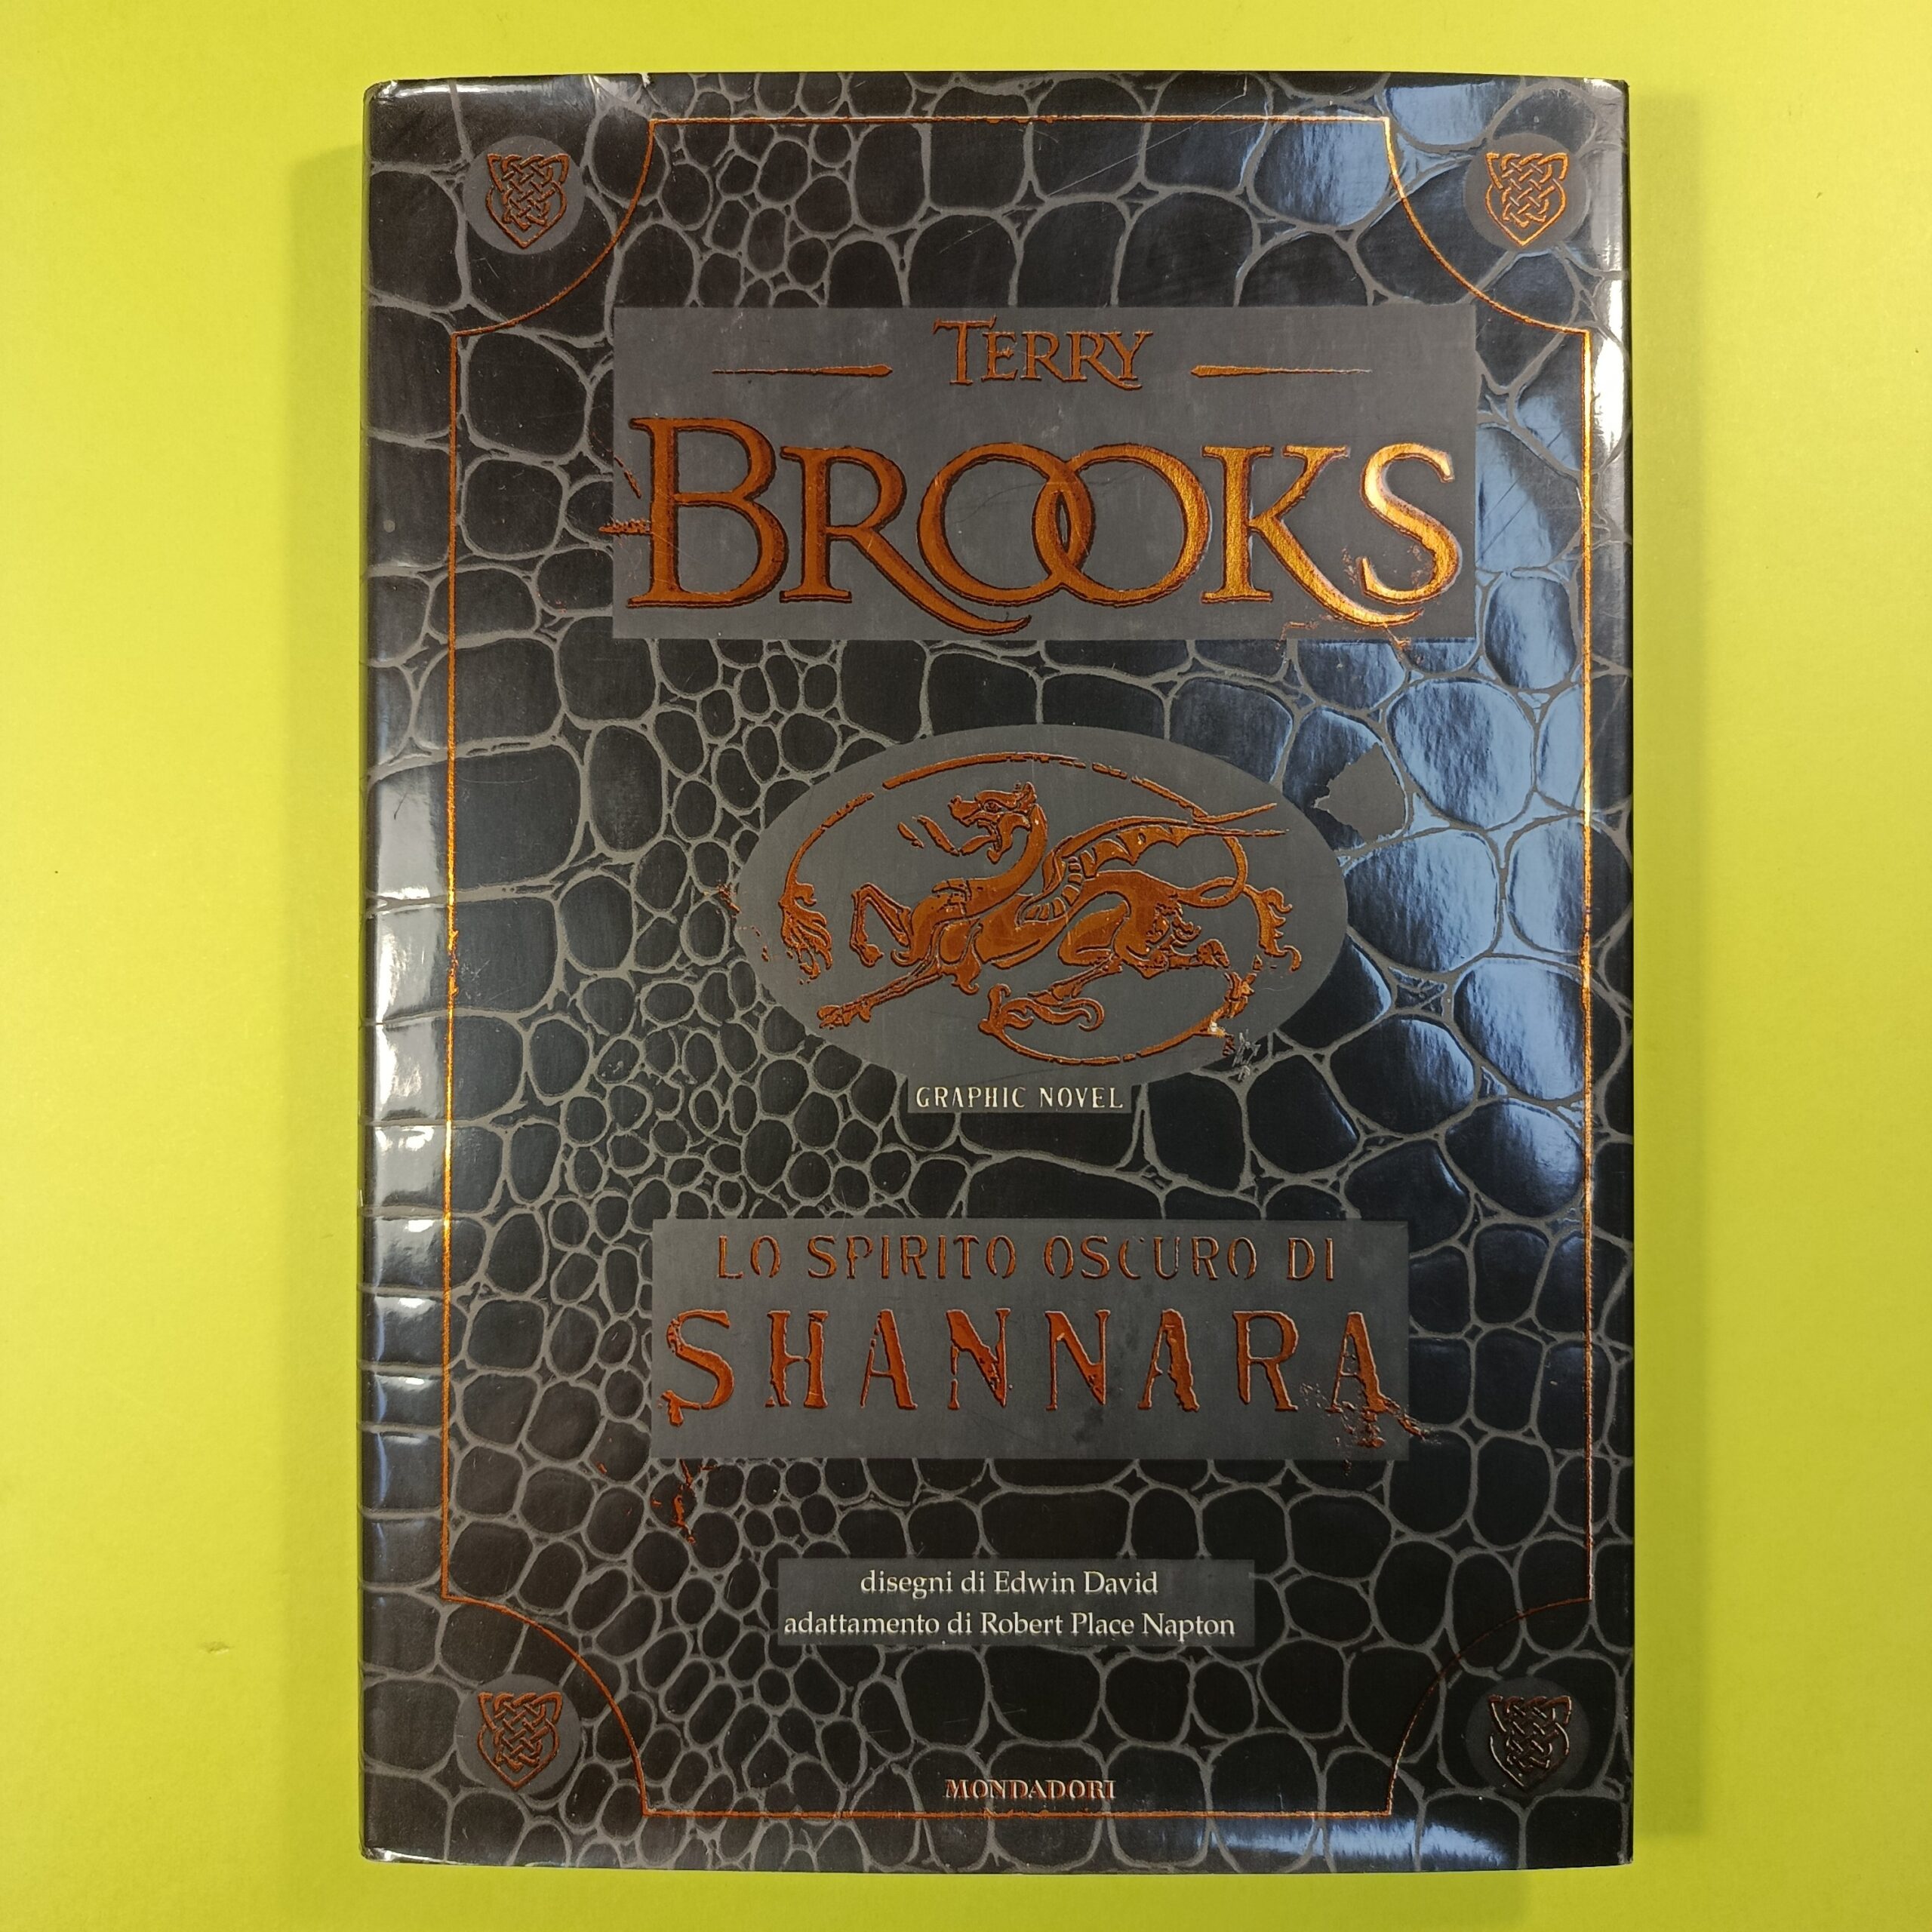 TERRY
BROOKS
GRAPHIC NOVEL
LO SPIRITO OSCURO DI
SHANNARA
disegni di Edwin David
adattamento di Robert Place Napton
MONDADORI